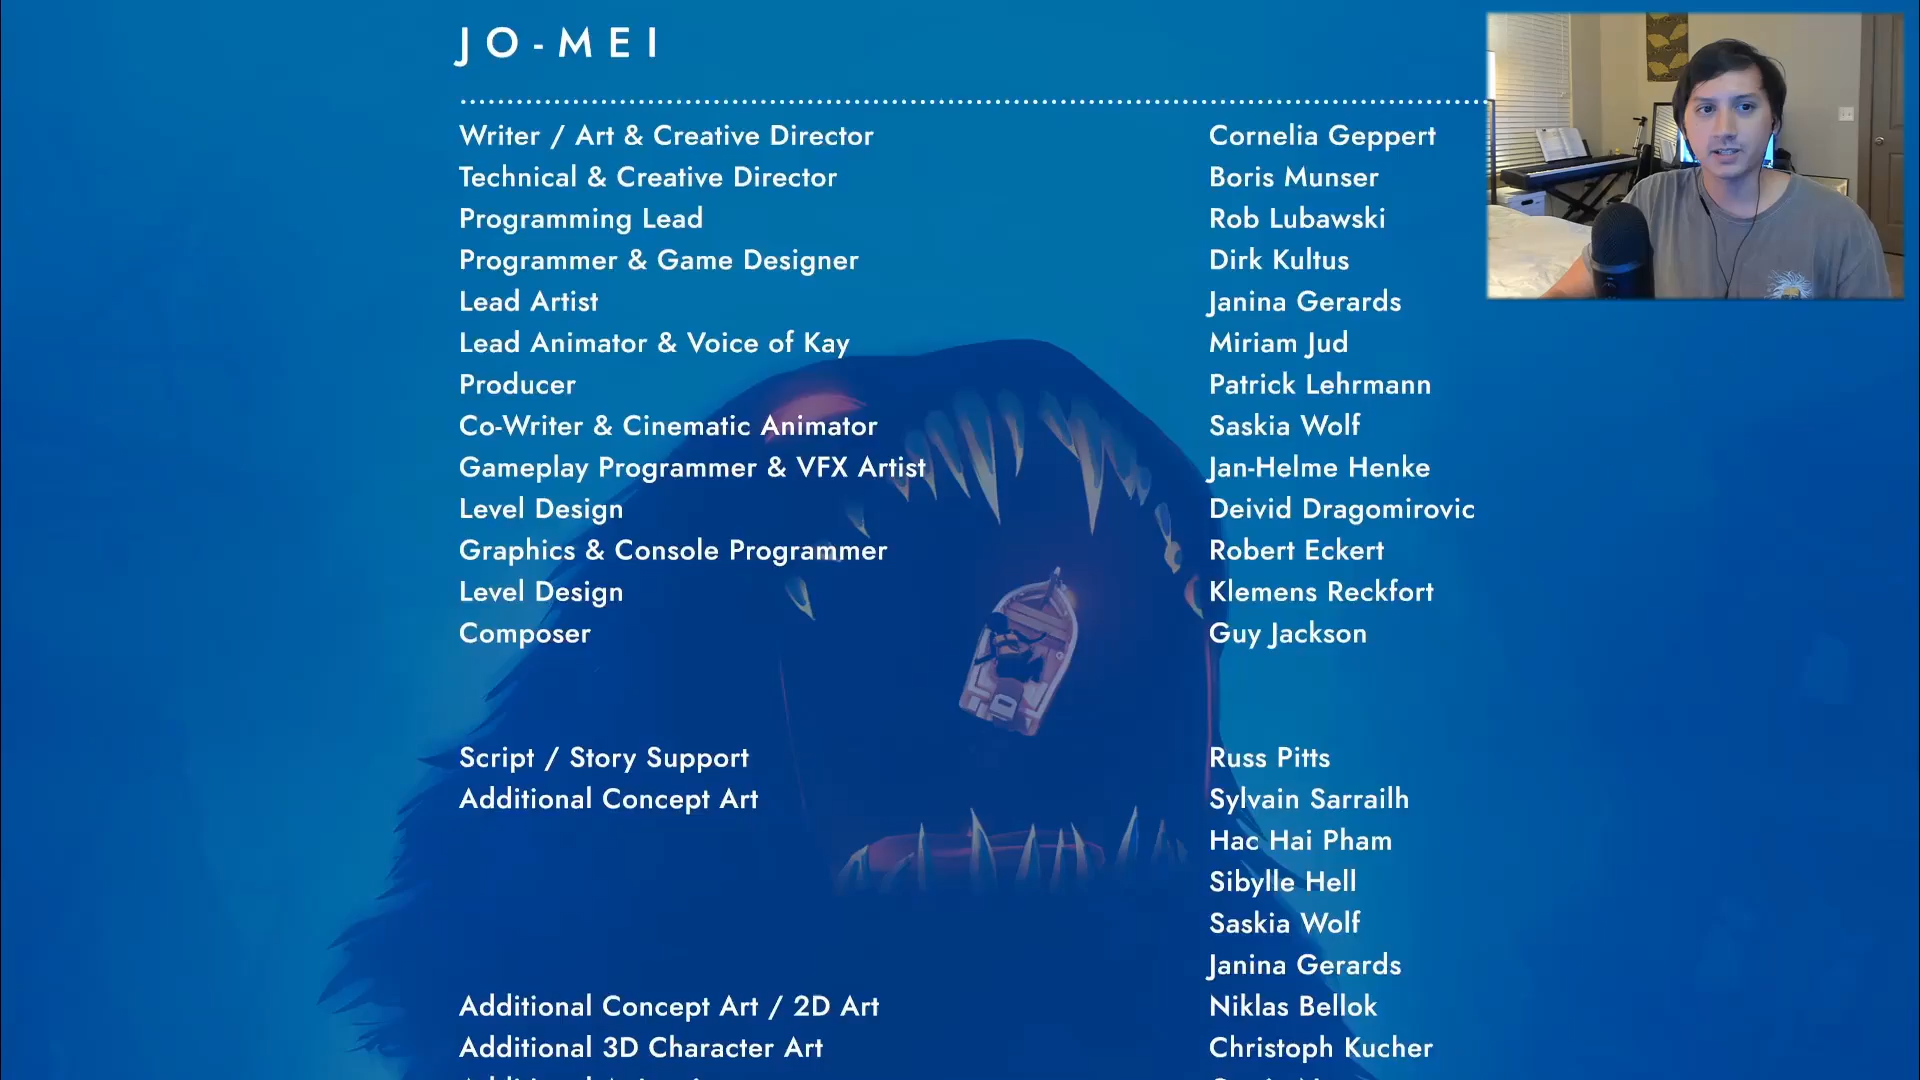 JO-MEI
Writer / Art & Creative Director Cornelia Geppert
Technical & Creative Director Boris Munser
Programming Lead Rob Lubawski
Programmer & Game Designer Dirk Kultus
Lead Artist Janina Gerards
Lead Animator & Voice of Kay Miriam Jud
Producer Patrick Lehrmann
Co-Writer & Cinematic Animator Saskia Wolf
Gameplay Programmer & VFX Artist Jan-Helme Henke
Level Design Deivid Dragomirovic
Graphics & Console Programmer Robert Eckert
Level Design Klemens Reckfort
Composer Guy Jackson
Script / Story Support Russ Pitts
Additional Concept Art Sylvain Sarrailh
Hac Hai Pham
Sibylle Hell
Saskia Wolf
Janina Gerards
Additional Concept Art / 2D Art Niklas Bellok
Additional 3D Character Art Christoph Kucher